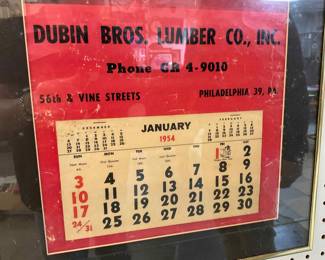 DUBIN BROS. LUMBER CO., INC.
Phone GR 4-9010
56th & VINE STREETS PHILADELPHIA 39, PA.
DECEMBER JANUARY FEBRUARY
1954
SUN MON TUE WED THU FRI SAT
1 2
3 4 5 6 7 8 9
10 11 12 13 14 15 16
17 18 19 20 21 22 23
24/31 25 26 27 28 29 30